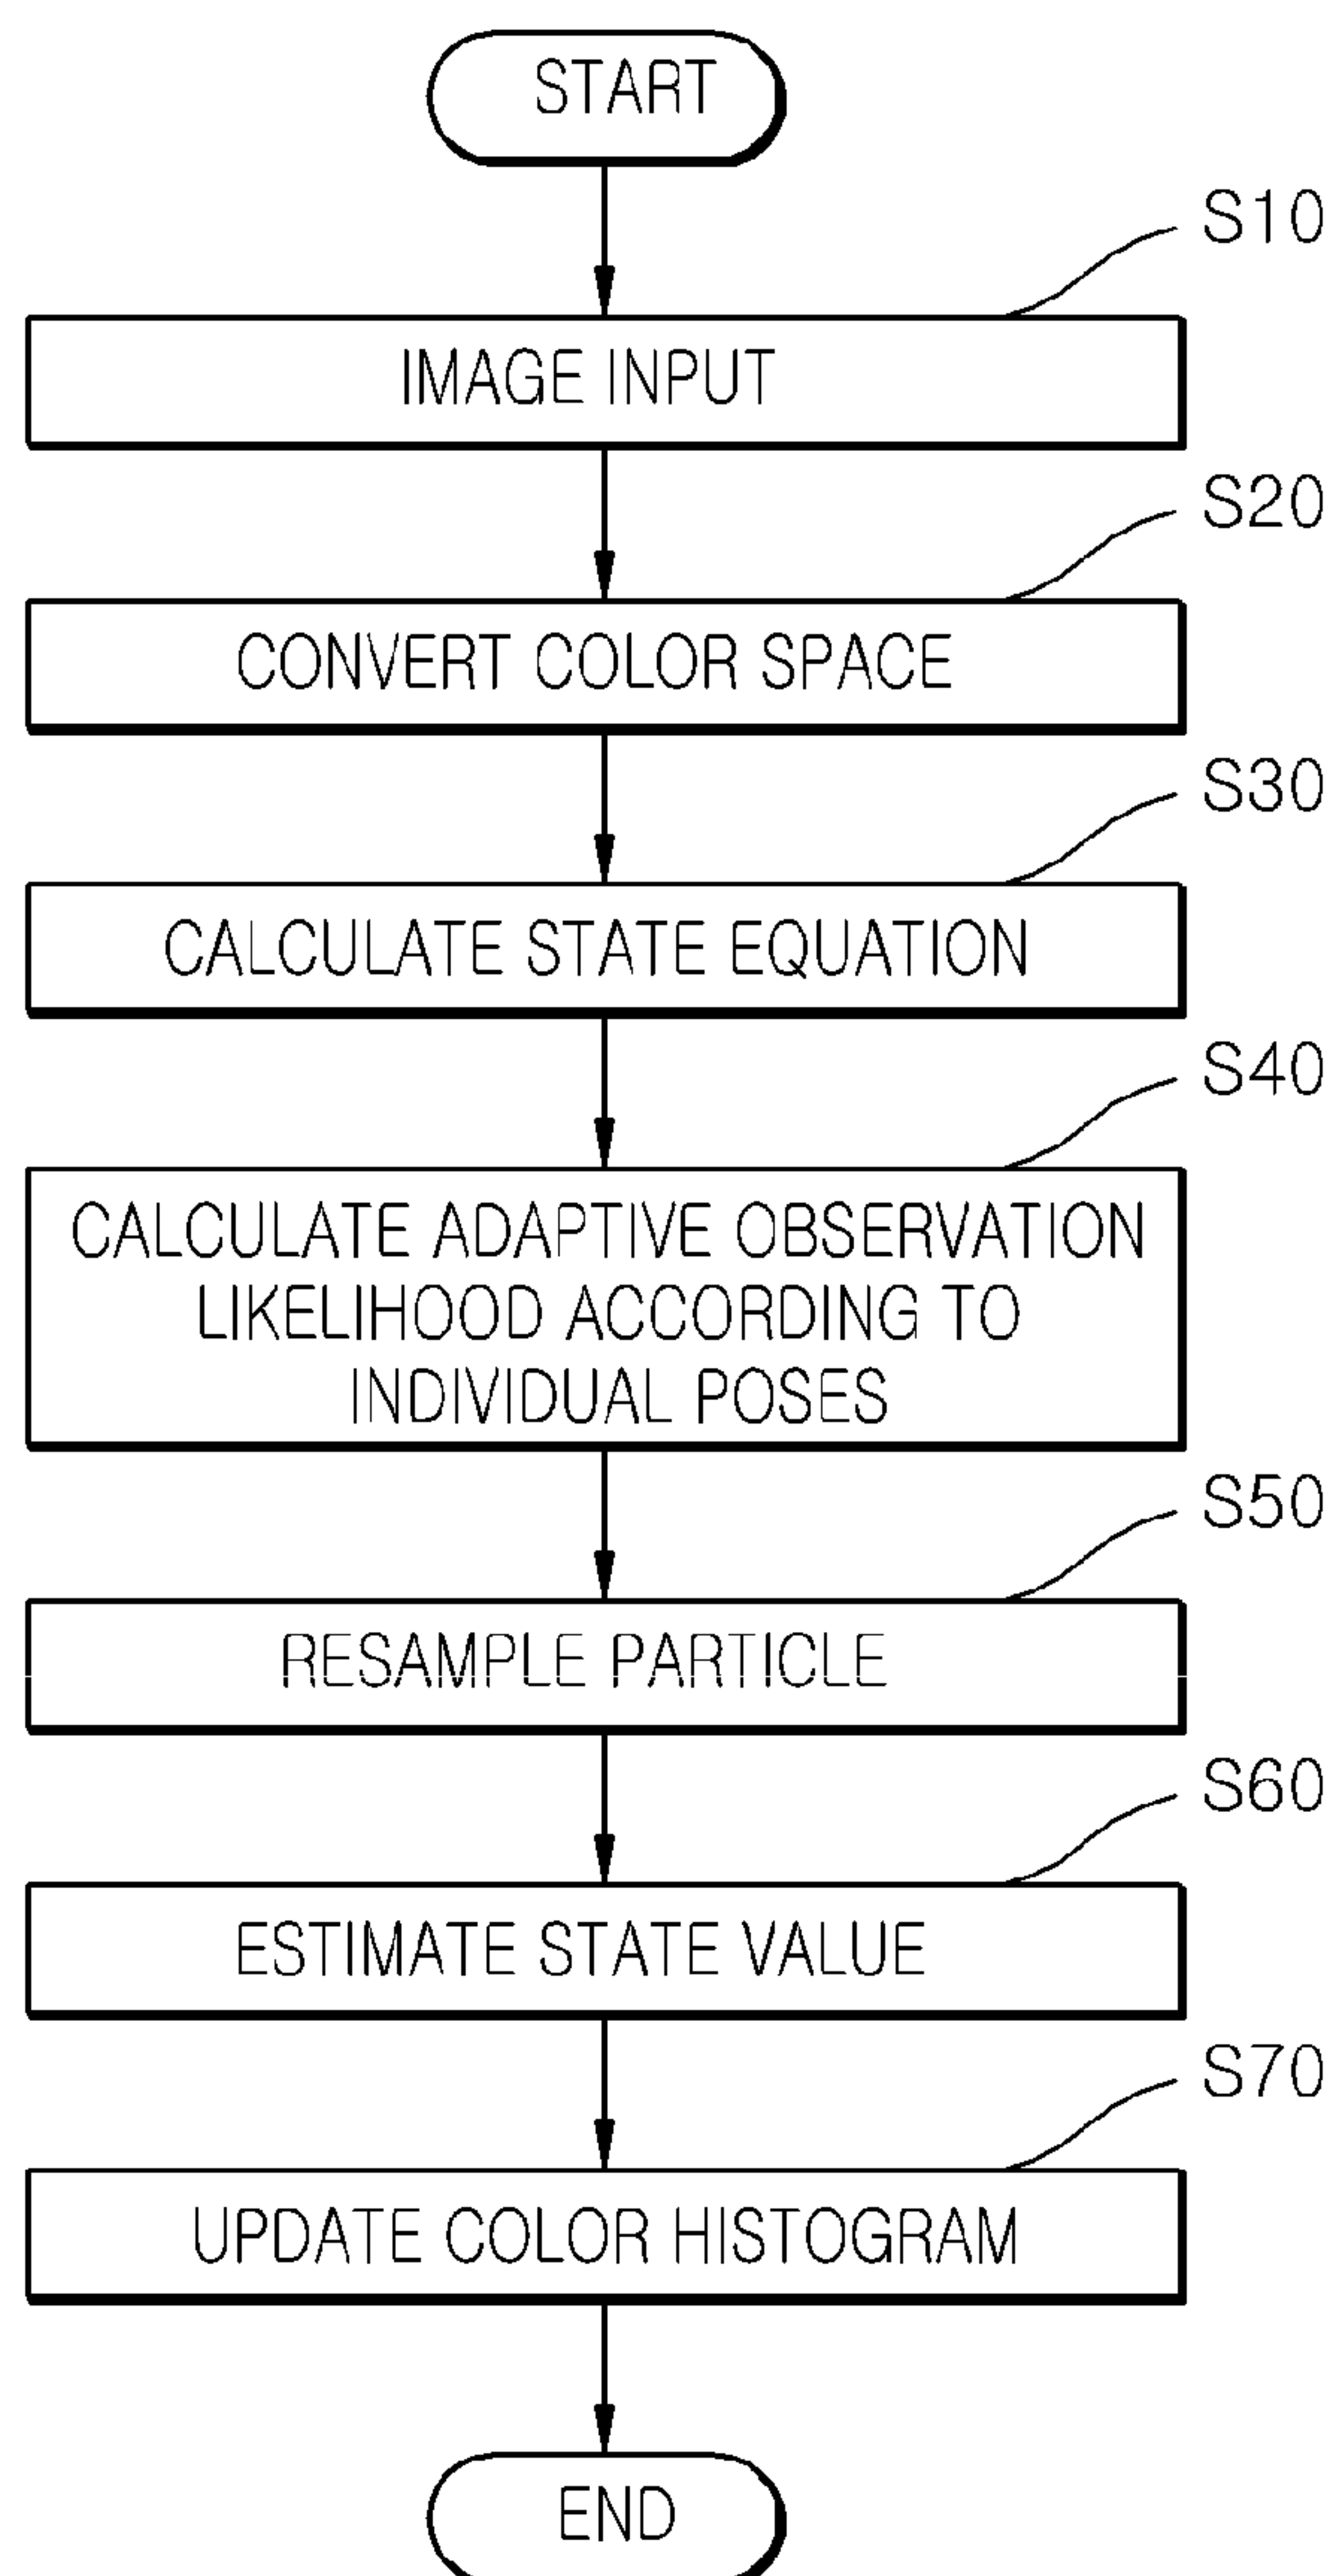 START
S10
IMAGE INPUT
S20
CONVERT COLOR SPACE
S30
CALCULATE STATE EQUATION
S40
CALCULATE ADAPTIVE OBSERVATION
LIKELIHOOD ACCORDING TO
INDIVIDUAL POSES
S50
RESAMPLE PARTICLE
S60
ESTIMATE STATE VALUE
S70
UPDATE COLOR HISTOGRAM
END